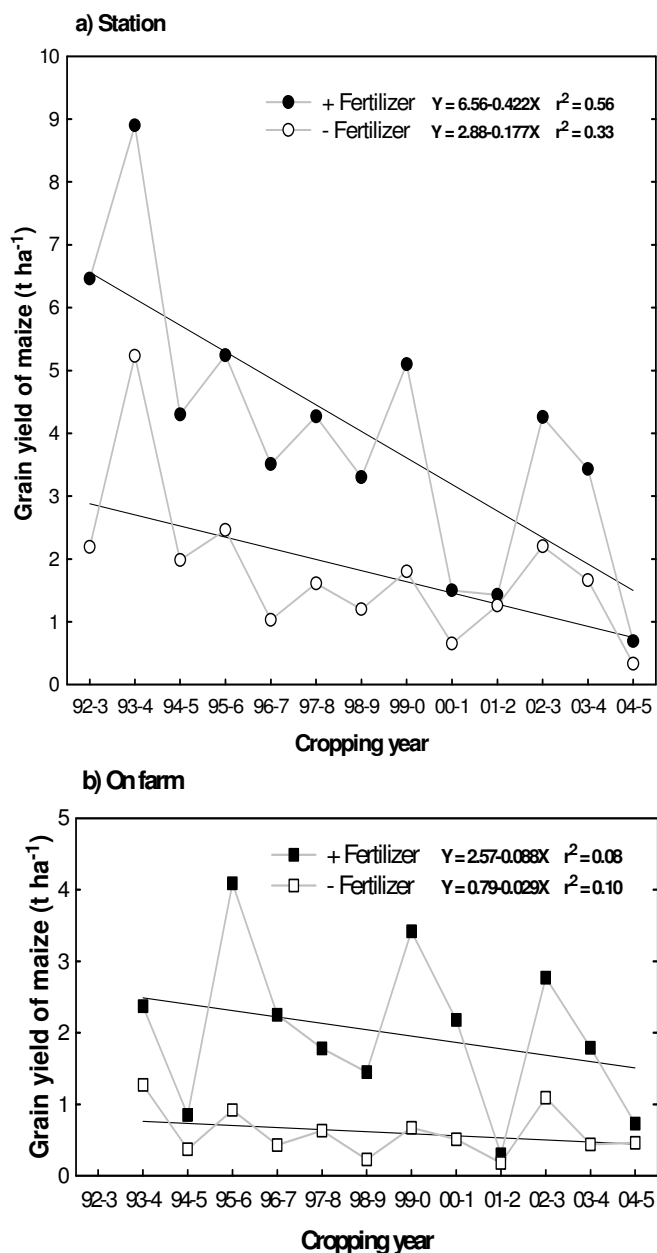 a) Station
10
9
8
7
6
5
4
3
2
1
0
Grain yield of maize (t ha⁻¹)
+ Fertilizer Y = 6.56-0.422X r² = 0.56
- Fertilizer Y = 2.88-0.177X r² = 0.33
92-3 93-4 94-5 95-6 96-7 97-8 98-9 99-0 00-1 01-2 02-3 03-4 04-5
Cropping year
b) On farm
5
4
3
2
1
0
Grain yield of maize (t ha⁻¹)
+ Fertilizer Y = 2.57-0.088X r² = 0.08
- Fertilizer Y = 0.79-0.029X r² = 0.10
92-3 93-4 94-5 95-6 96-7 97-8 98-9 99-0 00-1 01-2 02-3 03-4 04-5
Cropping year